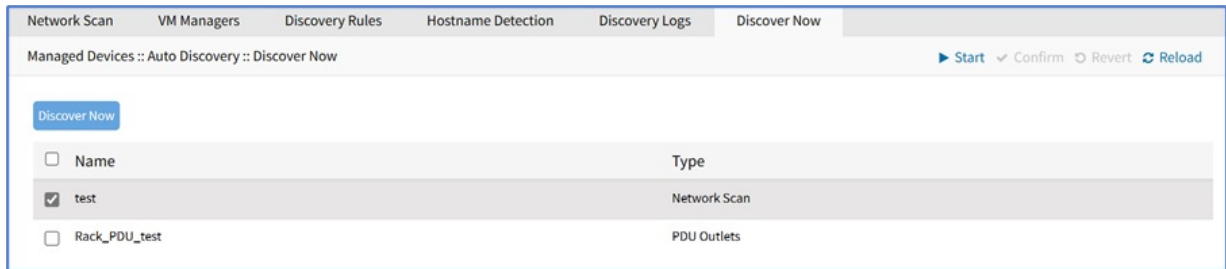 Network Scan VM Managers Discovery Rules Hostname Detection Discovery Logs Discover Now
Managed Devices :: Auto Discovery :: Discover Now Start Confirm Revert Reload
Discover Now
Name Type
test Network Scan
Rack_PDU_test PDU Outlets